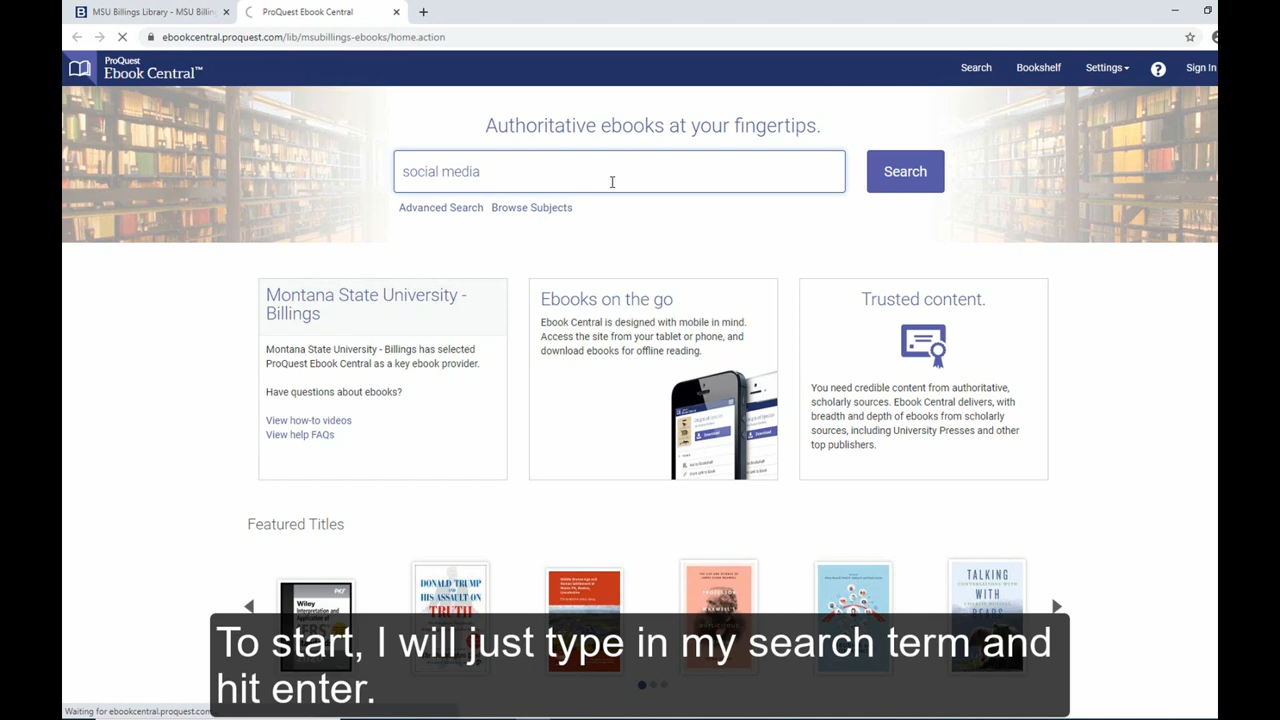 MSU Billings Library - MSU Billin
ProQuest Ebook Central
ebookcentral.proquest.com/lib/msubillings-ebooks/home.action
ProQuest
Ebook Central™
Search
Bookshelf
Settings
?
Sign In
Authoritative ebooks at your fingertips.
social media
Search
Advanced Search Browse Subjects
Montana State University -
Billings
Montana State University - Billings has selected
ProQuest Ebook Central as a key ebook provider.
Have questions about ebooks?
View how-to videos
View help FAQs
Ebooks on the go
Ebook Central is designed with mobile in mind.
Access the site from your tablet or phone, and
download ebooks for offline reading.
Trusted content.
You need credible content from authoritative,
scholarly sources. Ebook Central delivers, with
breadth and depth of ebooks from scholarly
sources, including University Presses and other
top publishers.
Featured Titles
Wiley
DONALD TRUMP
AND
HIS ASSAULT ON
TRUTH
TALKING
WITH
To start, I will just type in my search term and
hit enter.
Waiting for ebookcentral.proquest.com...